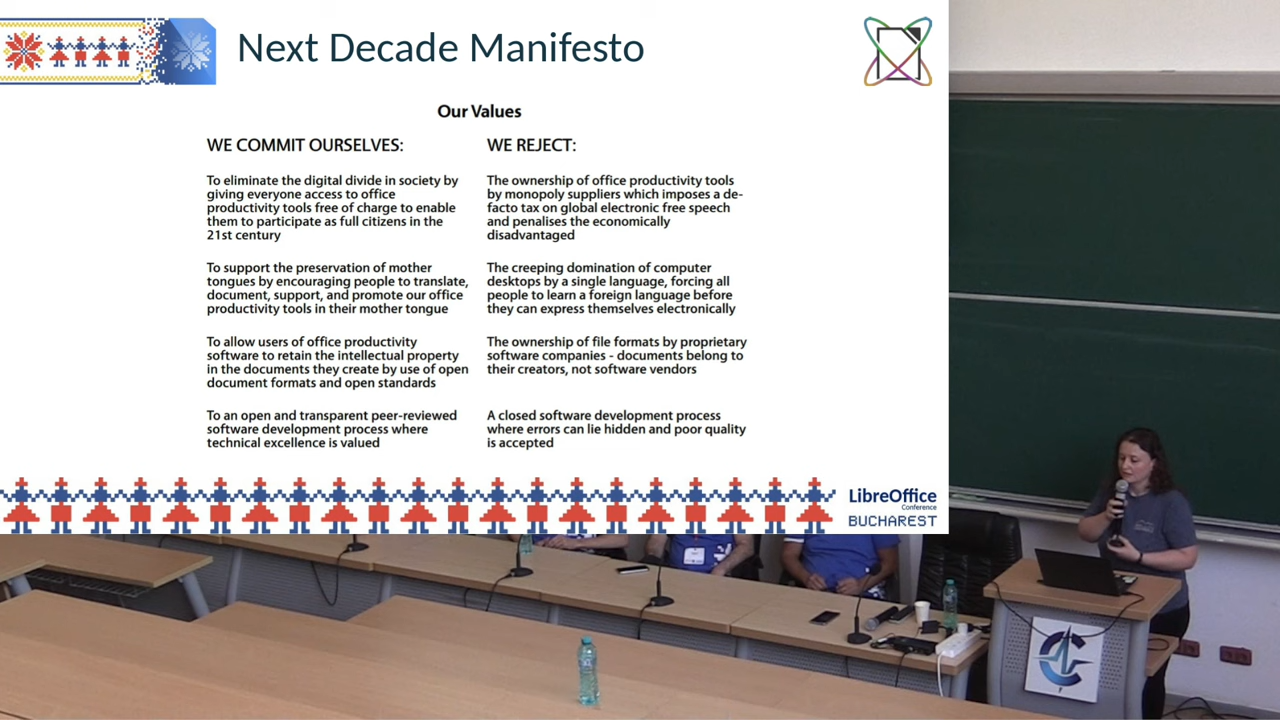 Next Decade Manifesto
Our Values
WE COMMIT OURSELVES:
To eliminate the digital divide in society by
giving everyone access to office
productivity tools free of charge to enable
them to participate as full citizens in the
21st century
To support the preservation of mother
tongues by encouraging people to translate,
document, support, and promote our office
productivity tools in their mother tongue
To allow users of office productivity
software to retain the intellectual property
in the documents they create by use of open
document formats and open standards
To an open and transparent peer-reviewed
software development process where
technical excellence is valued
WE REJECT:
The ownership of office productivity tools
by monopoly suppliers which imposes a de-
facto tax on global electronic free speech
and penalises the economically
disadvantaged
The creeping domination of computer
desktops by a single language, forcing all
people to learn a foreign language before
they can express themselves electronically
The ownership of file formats by proprietary
software companies - documents belong to
their creators, not software vendors
A closed software development process
where errors can lie hidden and poor quality
is accepted
LibreOffice
Conference
BUCHAREST